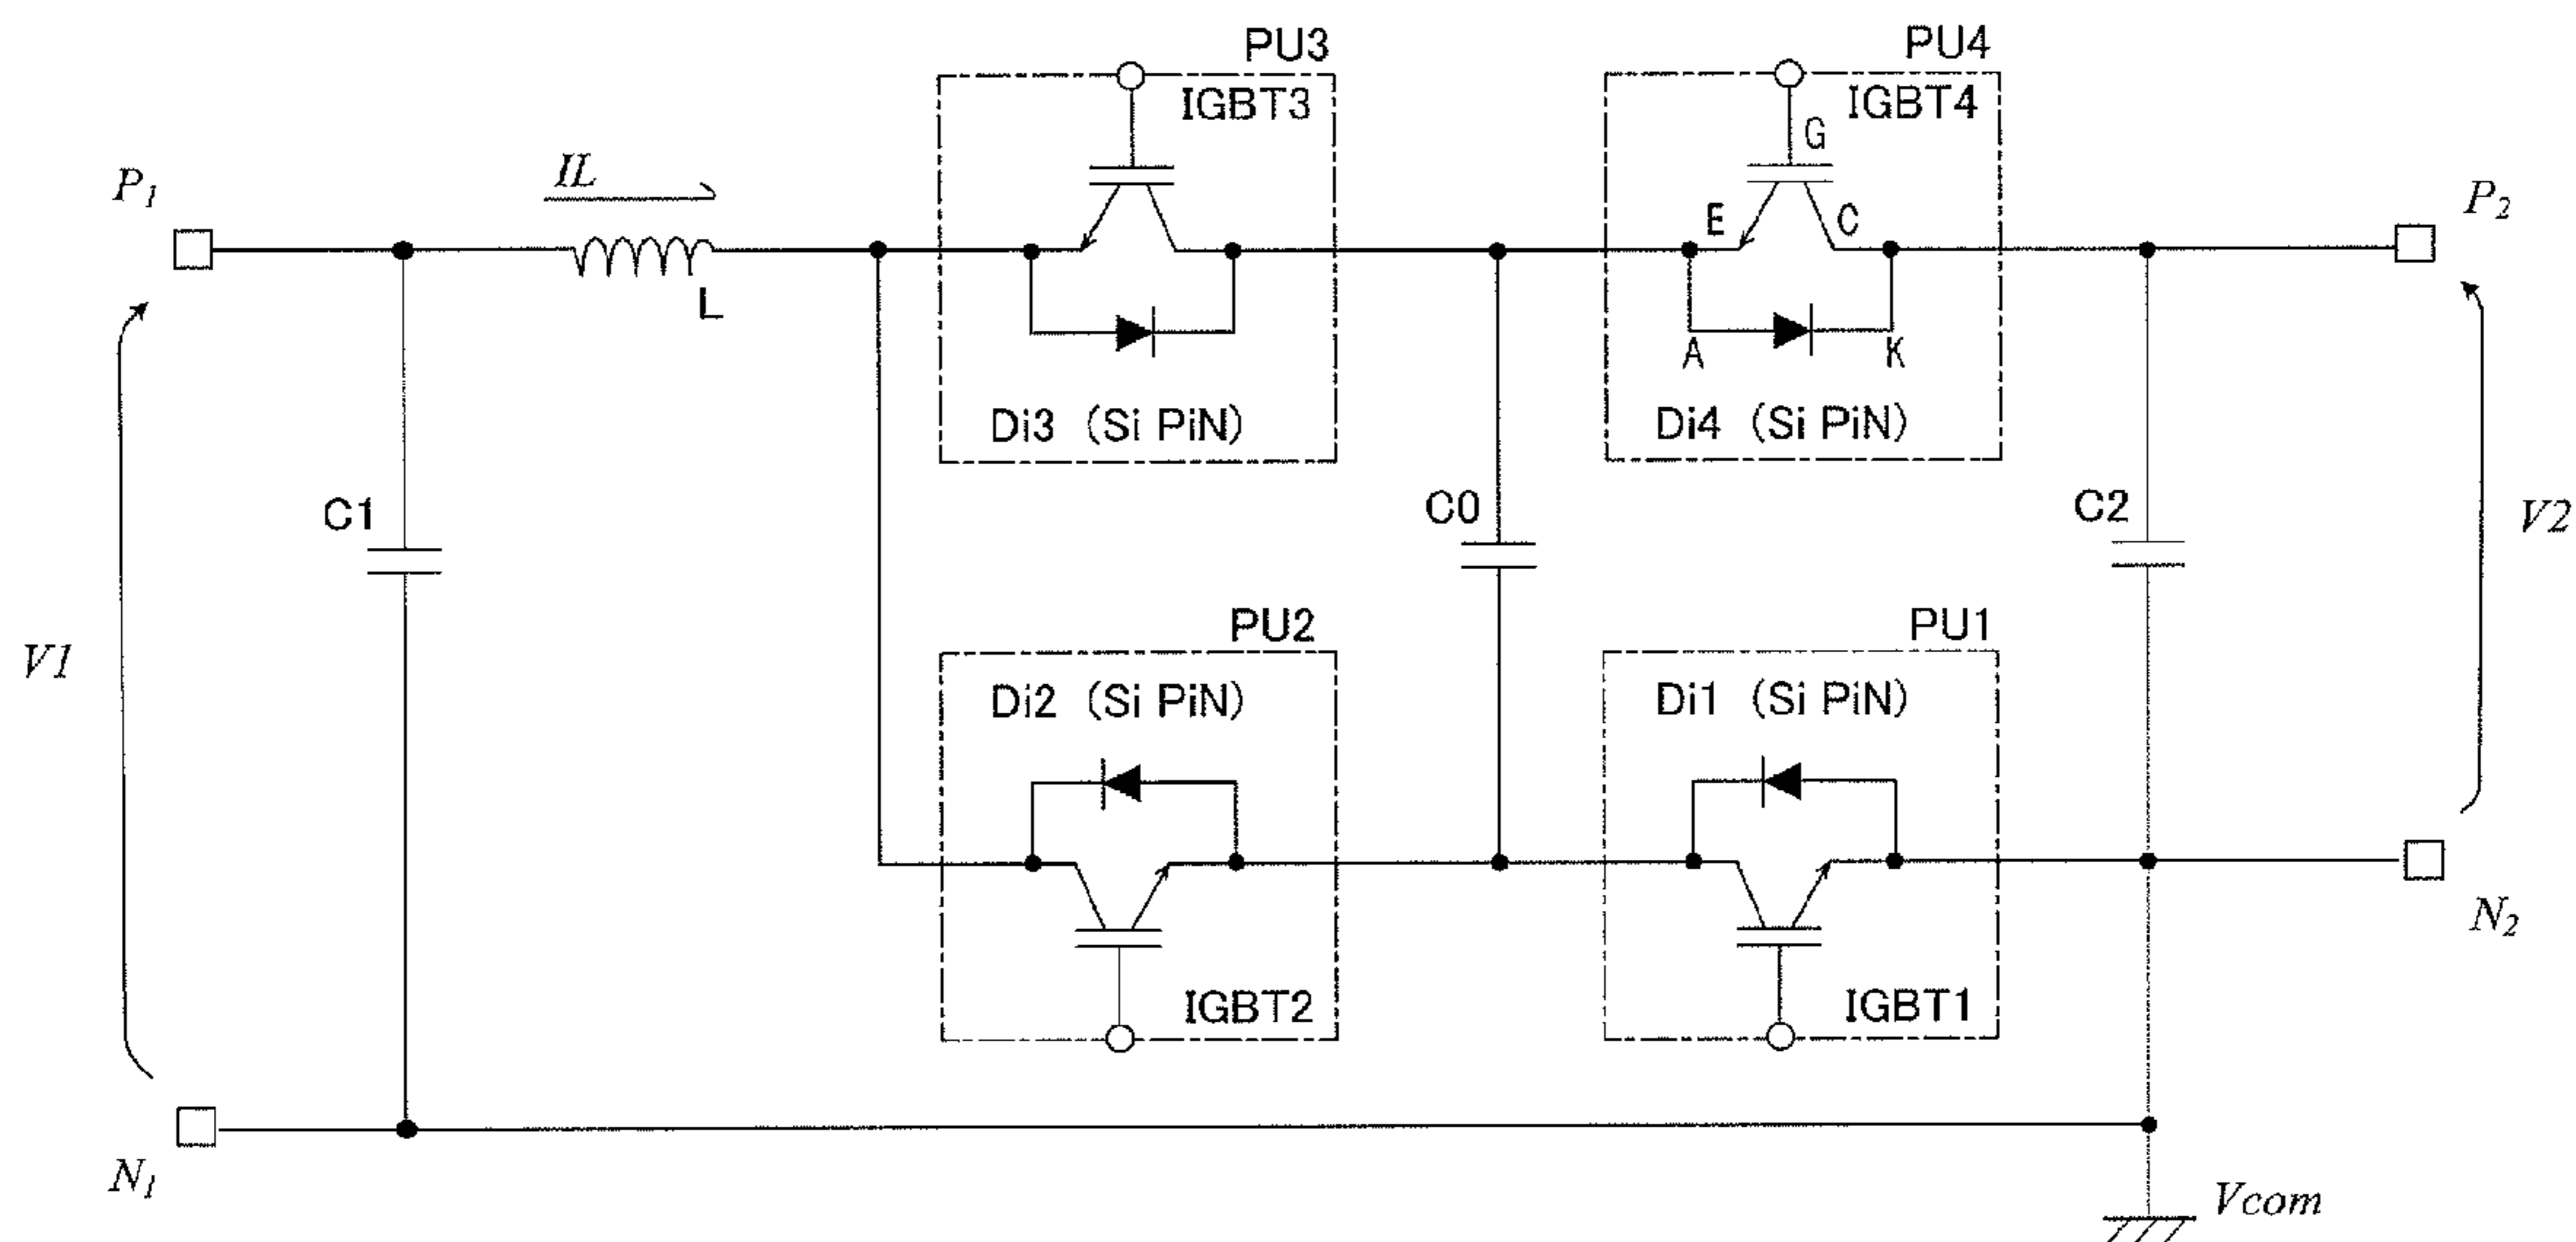 PU3
PU4
IGBT3
IGBT4
G
P1
IL
P2
E
C
L
A
K
Di3 (Si PiN)
Di4 (Si PiN)
C1
C0
C2
V2
PU2
PU1
V1
Di2 (Si PiN)
Di1 (Si PiN)
N2
IGBT2
IGBT1
N1
Vcom